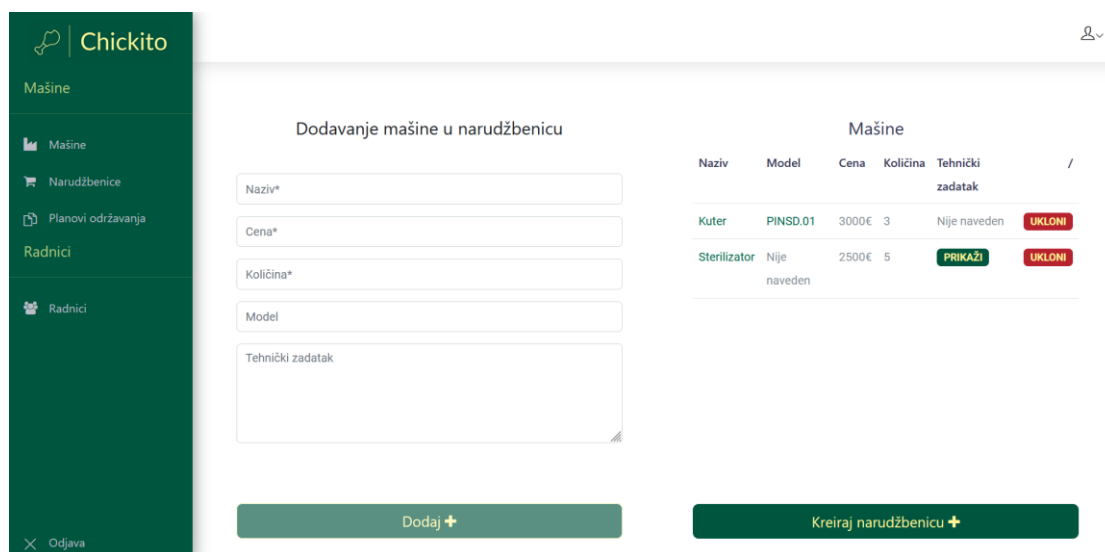 Chickito
Mašine
Mašine
Narudžbenice
Planovi održavanja
Radnici
Radnici
Odjava
Dodavanje mašine u narudžbenicu
Naziv*
Cena*
Količina*
Model
Tehnički zadatak
Dodaj +
Mašine
Naziv Model Cena Količina Tehnički /
zadatak
Kuter PINSD.01 3000€ 3 Nije naveden UKLONI
Sterilizator Nije 2500€ 5 PRIKAŽI UKLONI
naveden
Kreiraj narudžbenicu +